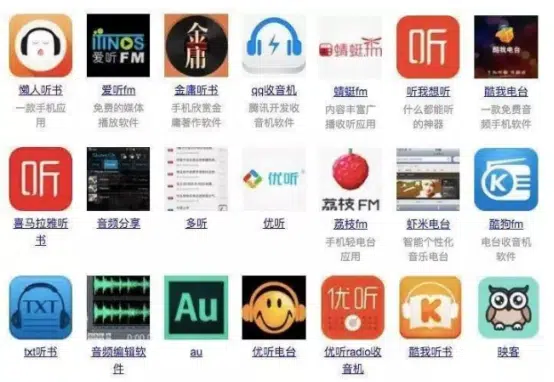 IIINOS
爱听FM
金庸
蜻蜓.fm
听
酷我电台
懒人听书
爱听fm
金庸听书
qq收音机
蜻蜓fm
听我想听
酷我电台
一款手机应
用
免费的媒体
播放软件
手机欣赏金
庸著作软件
腾讯开发收
音机软件
内容丰富广
播收听应用
什么都能听
的神器
一款免费音
频手机软件
听
优听
荔枝FM
K
喜马拉雅听
书
音频分享
多听
优听
荔枝fm
虾米电台
酷狗fm
手机轻电台
应用
智能个性化
音乐电台
电台收音机
软件
TXT
Au
优听
K
txt听书
音频编辑软
件
au
优听电台
优听radio收
音机
酷我听书
映客